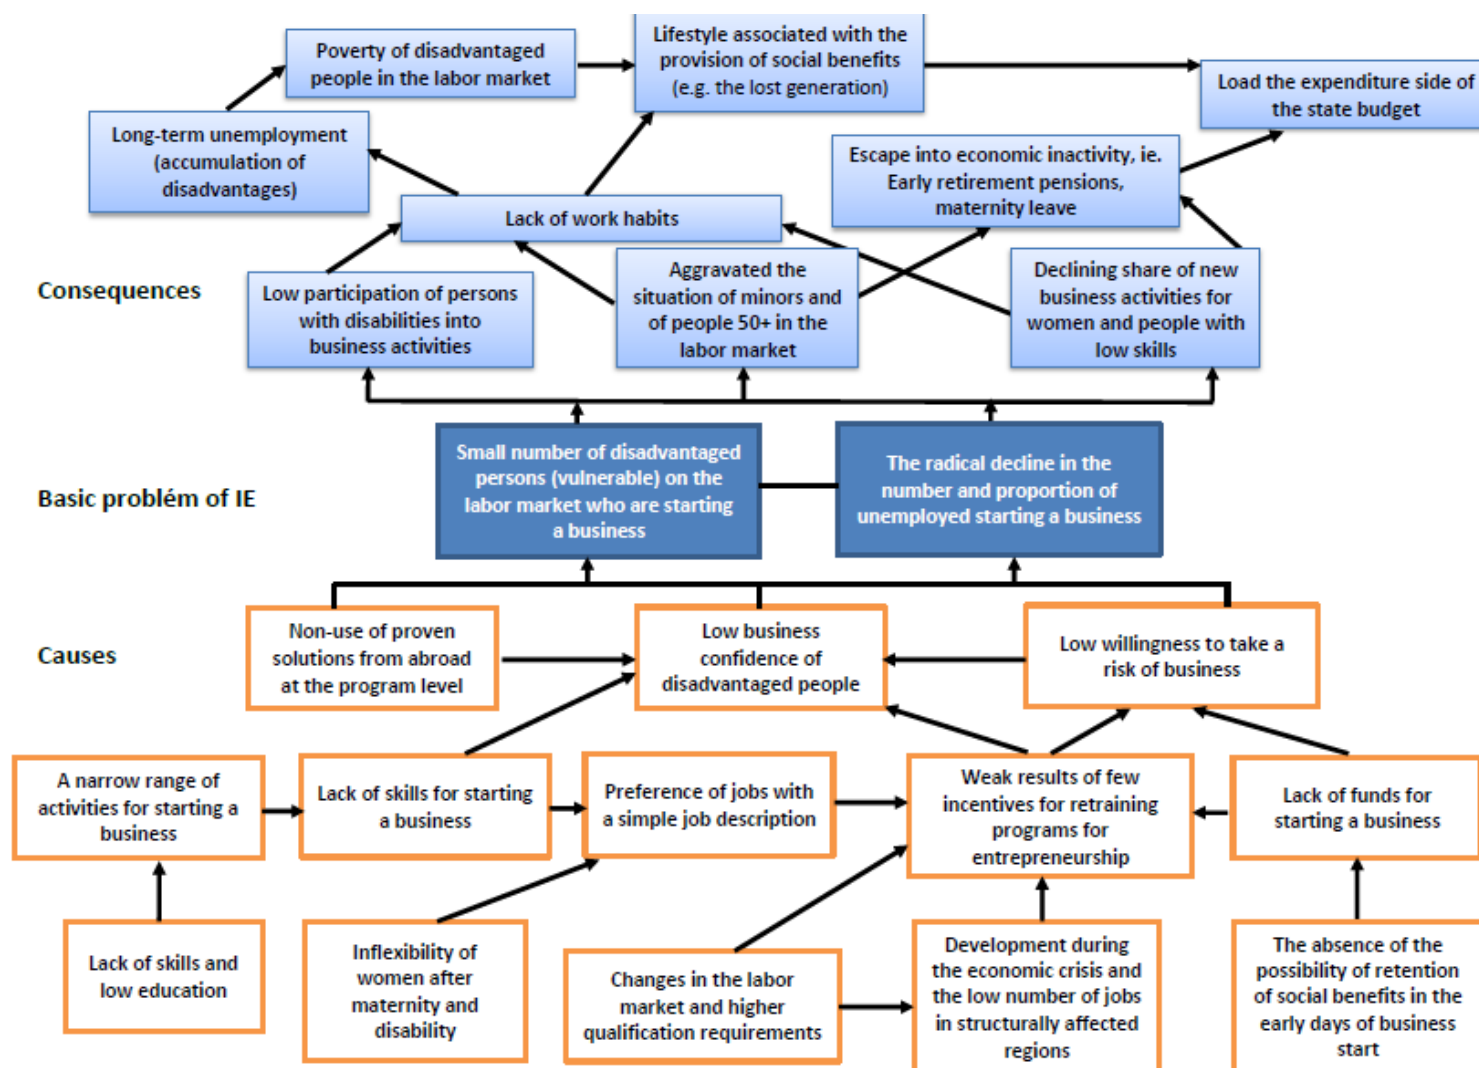 Poverty of disadvantaged
people in the labor market
Lifestyle associated with the
provision of social benefits
(e.g. the lost generation)
Load the expenditure side of
the state budget
Long-term unemployment
(accumulation of
disadvantages)
Escape into economic inactivity, ie.
Early retirement pensions,
maternity leave
Lack of work habits
Consequences
Low participation of persons
with disabilities into
business activities
Aggravated the
situation of minors and
of people 50+ in the
labor market
Declining share of new
business activities for
women and people with
low skills
Basic problém of IE
Small number of disadvantaged
persons (vulnerable) on the
labor market who are starting
a business
The radical decline in the
number and proportion of
unemployed starting a business
Causes
Non-use of proven
solutions from abroad
at the program level
Low business
confidence of
disadvantaged people
Low willingness to take a
risk of business
A narrow range of
activities for starting a
business
Lack of skills for starting
a business
Preference of jobs with
a simple job description
Weak results of few
incentives for retraining
programs for
entrepreneurship
Lack of funds for
starting a business
Lack of skills and
low education
Inflexibility of
women after
maternity and
disability
Changes in the labor
market and higher
qualification requirements
Development during
the economic crisis and
the low number of jobs
in structurally affected
regions
The absence of the
possibility of retention
of social benefits in the
early days of business
start